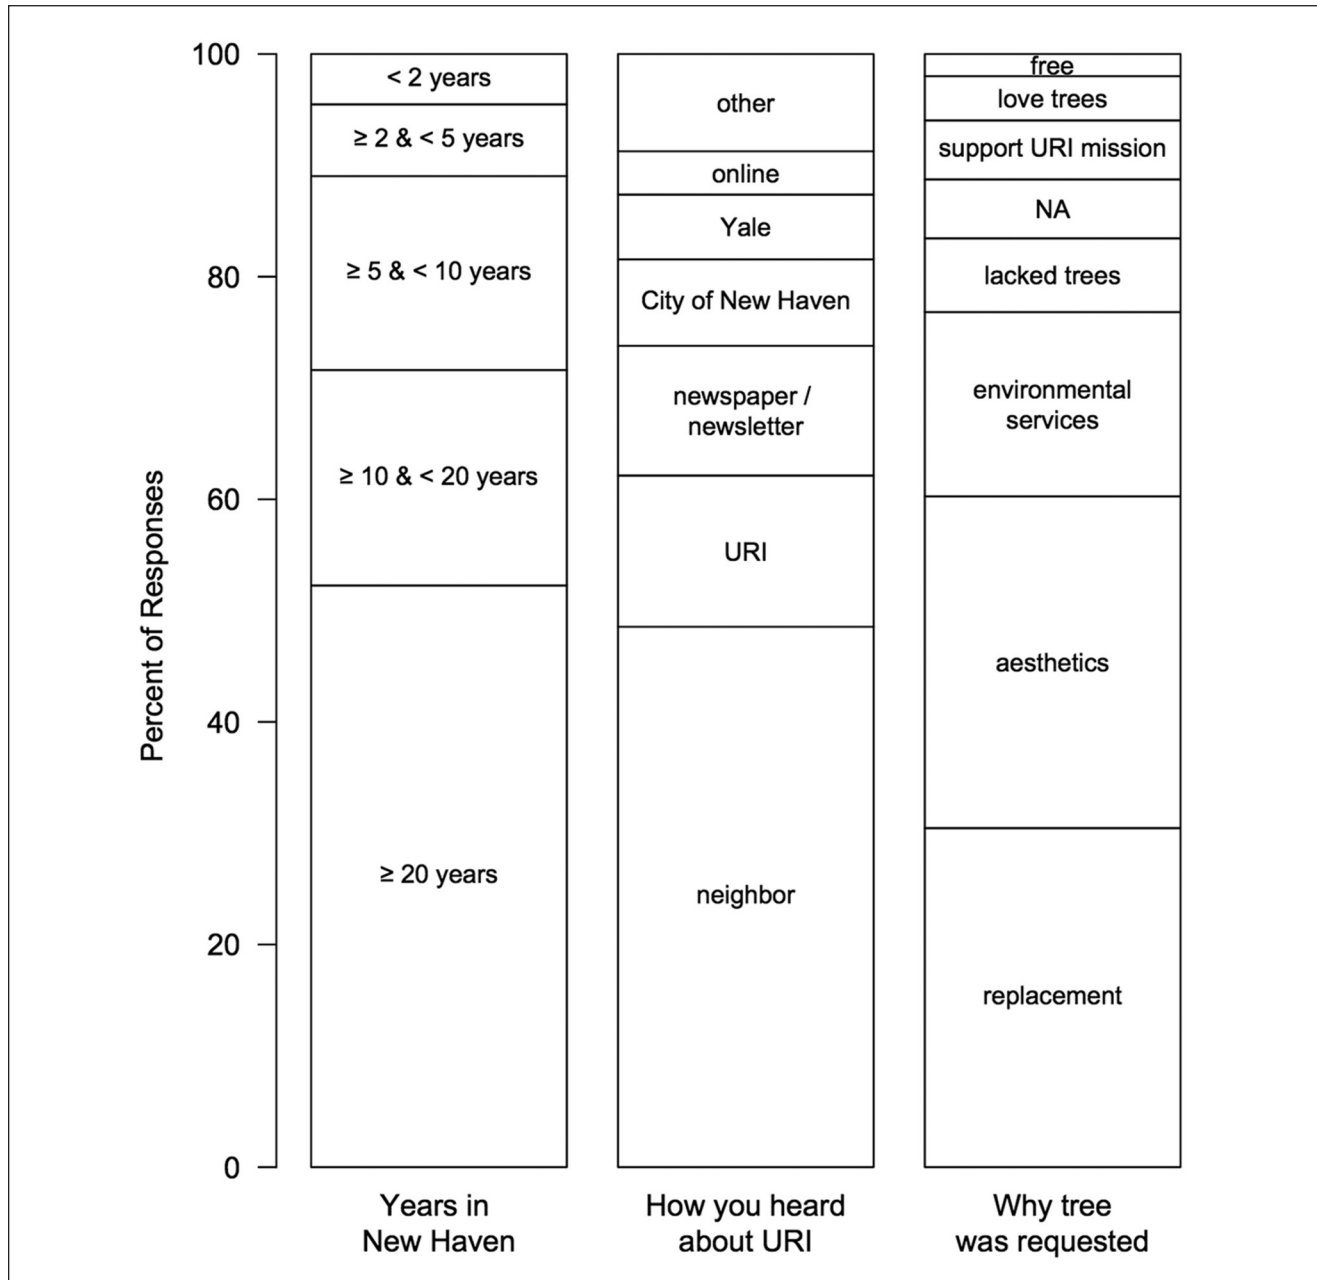 Percent of Responses
100
80
60
40
20
0
< 2 years
≥ 2 & < 5 years
≥ 5 & < 10 years
≥ 10 & < 20 years
≥ 20 years
Years in
New Haven
other
online
Yale
City of New Haven
newspaper /
newsletter
URI
neighbor
How you heard
about URI
free
love trees
support URI mission
NA
lacked trees
environmental
services
aesthetics
replacement
Why tree
was requested